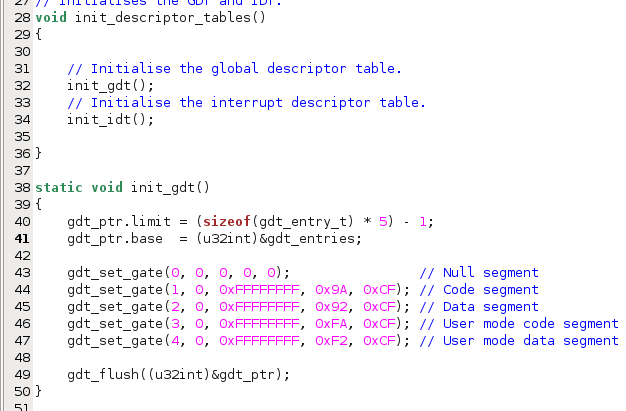 27 // Initialises the GDT and IDT.
28 void init_descriptor_tables()
29 {
30
31     // Initialise the global descriptor table.
32     init_gdt();
33     // Initialise the interrupt descriptor table.
34     init_idt();
35
36 }
37
38 static void init_gdt()
39 {
40     gdt_ptr.limit = (sizeof(gdt_entry_t) * 5) - 1;
41     gdt_ptr.base  = (u32int)&gdt_entries;
42
43     gdt_set_gate(0, 0, 0, 0, 0);                // Null segment
44     gdt_set_gate(1, 0, 0xFFFFFFFF, 0x9A, 0xCF); // Code segment
45     gdt_set_gate(2, 0, 0xFFFFFFFF, 0x92, 0xCF); // Data segment
46     gdt_set_gate(3, 0, 0xFFFFFFFF, 0xFA, 0xCF); // User mode code segment
47     gdt_set_gate(4, 0, 0xFFFFFFFF, 0xF2, 0xCF); // User mode data segment
48
49     gdt_flush((u32int)&gdt_ptr);
50 }
51